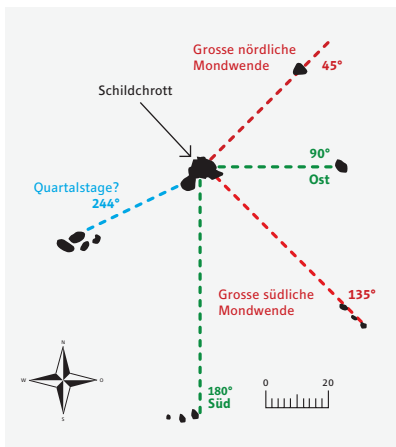 Grosse nördliche
Mondwende
45°
Schildchrott
90°
Ost
Quartalstage?
244°
Grosse südliche
Mondwende
135°
N
W
O
S
180°
Süd
0
20